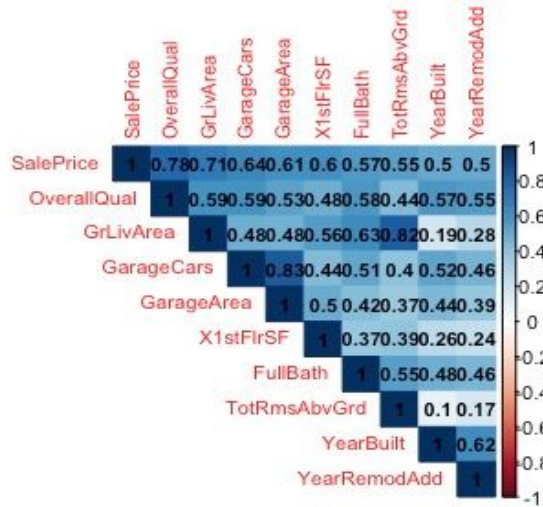 SalePrice
OverallQual
GrLivArea
GarageCars
GarageArea
X1stFlrSF
FullBath
TotRmsAbvGrd
YearBuilt
YearRemodAdd
SalePrice 1 0.78 0.71 0.64 0.61 0.6 0.57 0.55 0.5 0.5
OverallQual 1 0.59 0.59 0.53 0.48 0.58 0.44 0.57 0.55
GrLivArea 1 0.48 0.48 0.56 0.63 0.82 0.19 0.28
GarageCars 1 0.83 0.44 0.51 0.4 0.52 0.46
GarageArea 1 0.5 0.42 0.37 0.44 0.39
X1stFlrSF 1 0.37 0.39 0.26 0.24
FullBath 1 0.55 0.48 0.46
TotRmsAbvGrd 1 0.1 0.17
YearBuilt 1 0.62
YearRemodAdd 1
1
0.8
0.6
0.4
0.2
0
-0.2
-0.4
-0.6
-0.8
-1